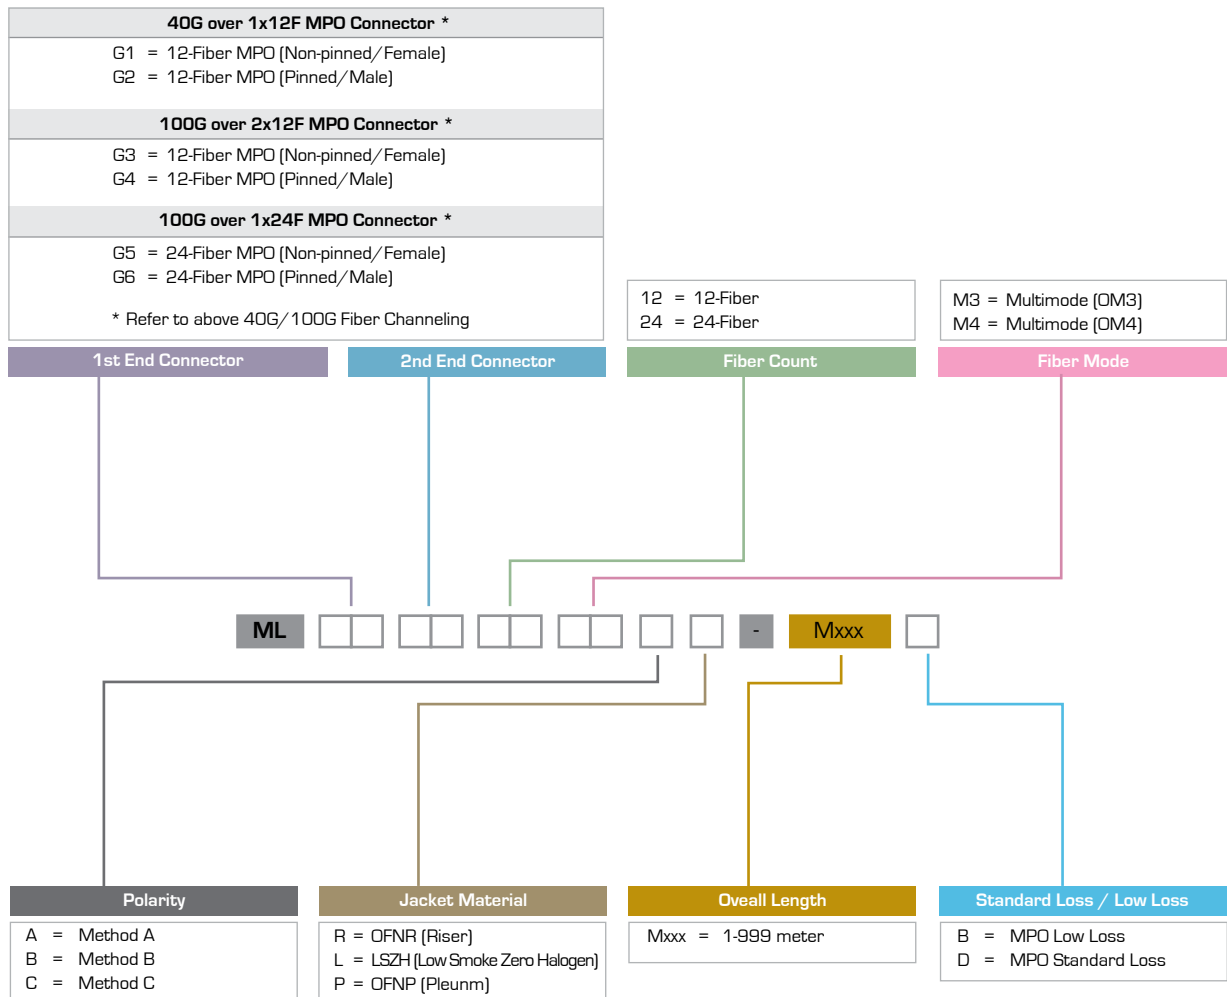 40G over 1x12F MPO Connector *
G1 = 12-Fiber MPO (Non-pinned/Female)
G2 = 12-Fiber MPO (Pinned/Male)
100G over 2x12F MPO Connector *
G3 = 12-Fiber MPO (Non-pinned/Female)
G4 = 12-Fiber MPO (Pinned/Male)
100G over 1x24F MPO Connector *
G5 = 24-Fiber MPO (Non-pinned/Female)
G6 = 24-Fiber MPO (Pinned/Male)
* Refer to above 40G/100G Fiber Channeling
12 = 12-Fiber
24 = 24-Fiber
M3 = Multimode (OM3)
M4 = Multimode (OM4)
1st End Connector
2nd End Connector
Fiber Count
Fiber Mode
ML - Mxxx
Polarity
A = Method A
B = Method B
C = Method C
Jacket Material
R = OFNR (Riser)
L = LSZH (Low Smoke Zero Halogen)
P = OFNP (Pleunm)
Oveall Length
Mxxx = 1-999 meter
Standard Loss / Low Loss
B = MPO Low Loss
D = MPO Standard Loss